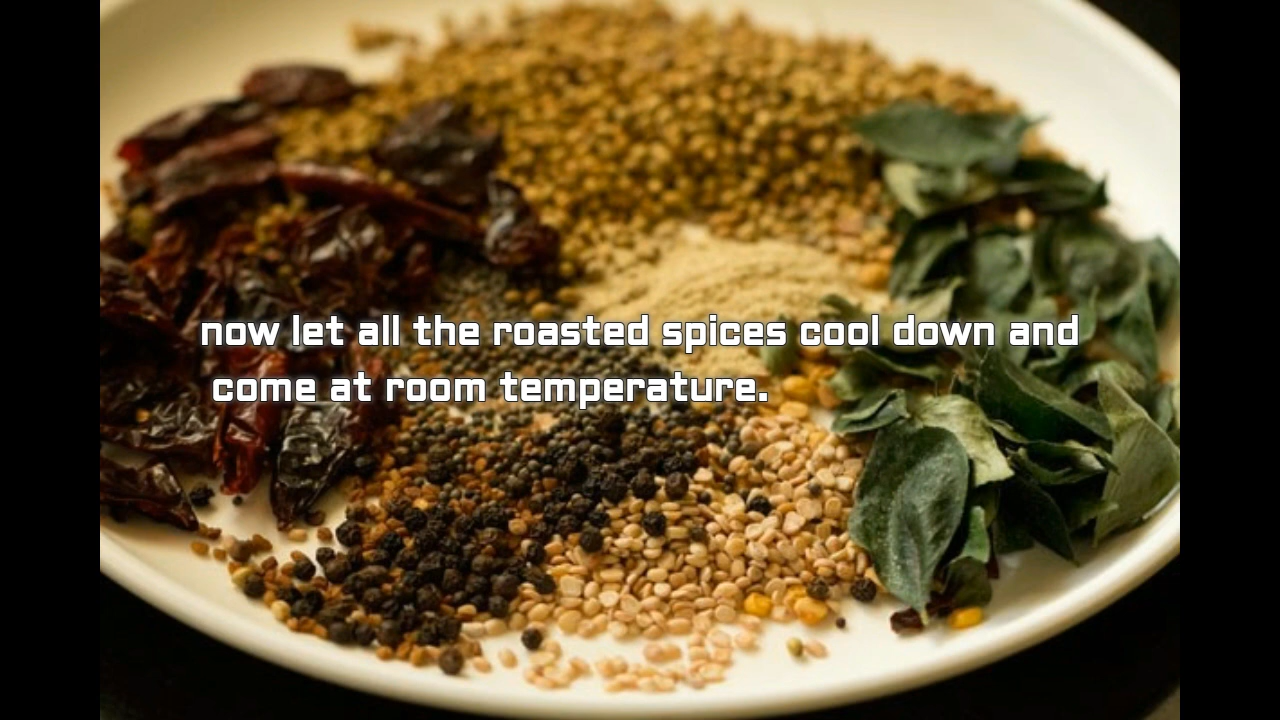 now let all the roasted spices cool down and
come at room temperature.